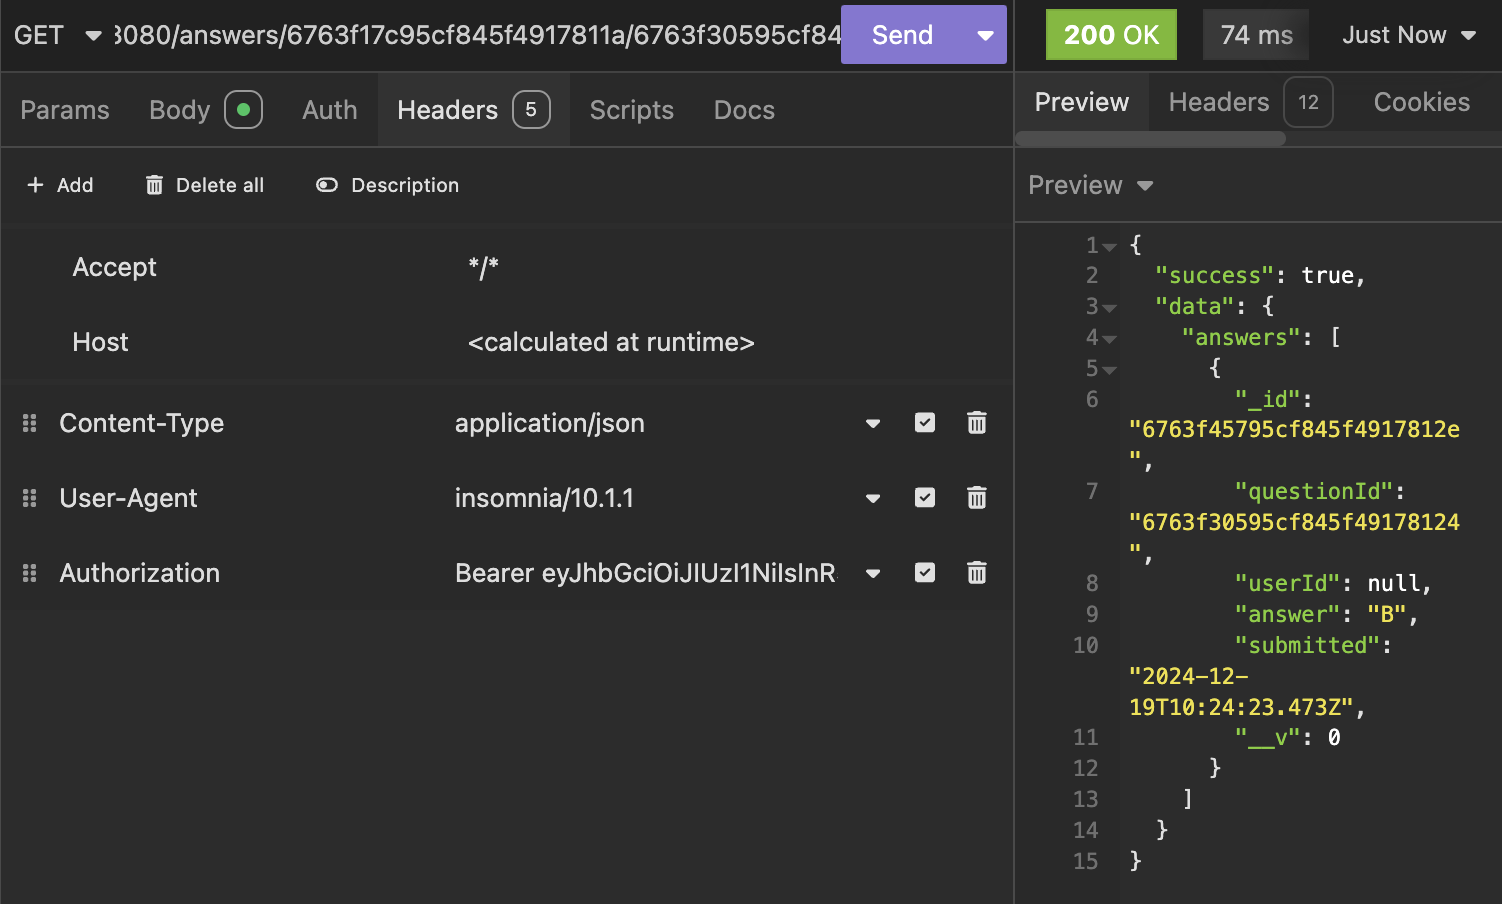 GET 3080/answers/6763f17c95cf845f4917811a/6763f30595cf84 Send
200 OK 74 ms Just Now
Params Body Auth Headers 5 Scripts Docs
Preview Headers 12 Cookies
+ Add Delete all Description
Preview
Accept */*
Host <calculated at runtime>
Content-Type application/json
User-Agent insomnia/10.1.1
Authorization Bearer eyJhbGciOiJIUzI1NiIsInR
1 {
2 "success": true,
3 "data": {
4 "answers": [
5 {
6 "_id":
"6763f45795cf845f4917812e
",
7 "questionId":
"6763f30595cf845f49178124
",
8 "userId": null,
9 "answer": "B",
10 "submitted":
"2024-12-
19T10:24:23.473Z",
11 "__v": 0
12 }
13 ]
14 }
15 }